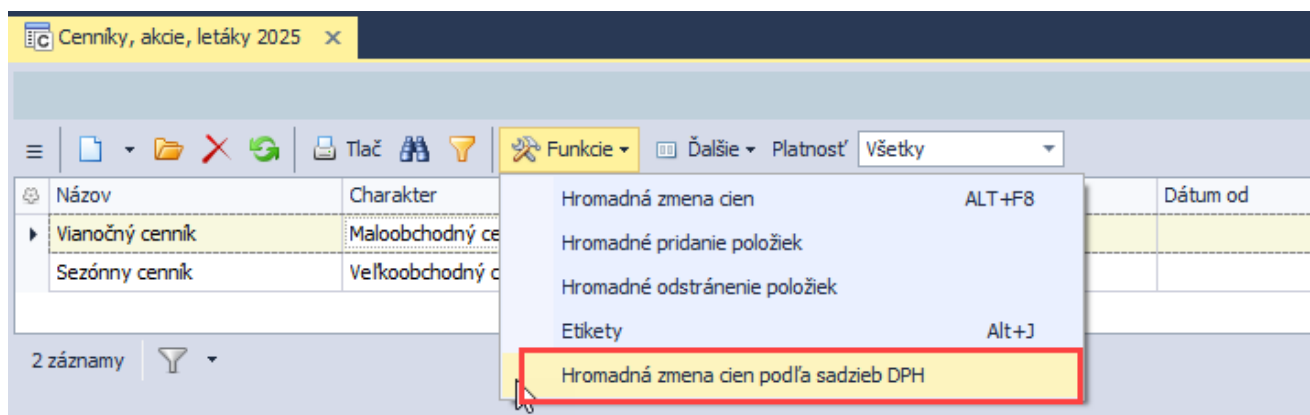 Cenníky, akcie, letáky 2025
Tlač Funkcie Ďalšie Platnosť Všetky
Názov Charakter Dátum od
Hromadná zmena cien ALT+F8
Vianočný cenník Maloobchodný ce
Hromadné pridanie položiek
Sezónny cenník Veľkoobchodný c
Hromadné odstránenie položiek
Etikety Alt+J
2 záznamy
Hromadná zmena cien podľa sadzieb DPH